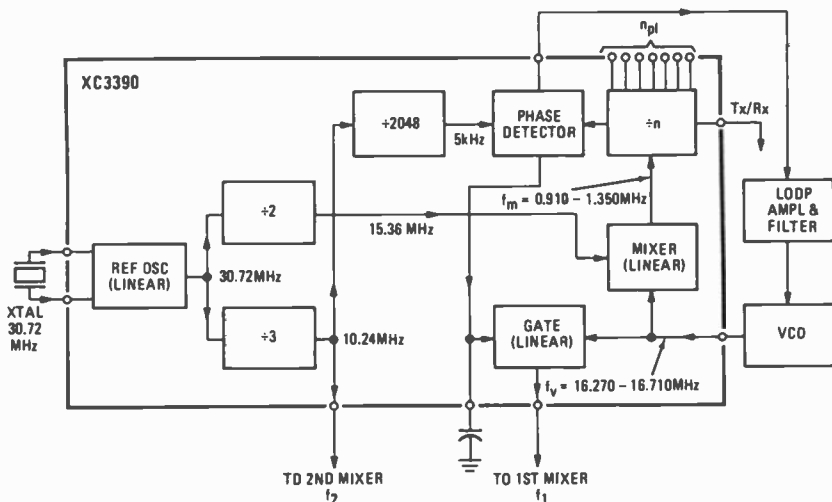 n_pl
XC3390
Tx/Rx
÷2048
5kHz
PHASE
DETECTOR
÷n
f_m = 0.910 – 1.350MHz
LODP
AMPL &
FILTER
÷2
15.36 MHz
MIXER
(LINEAR)
REF OSC
(LINEAR)
30.72MHz
XTAL
30.72
MHz
÷3
10.24MHz
GATE
(LINEAR)
VCO
f_v = 16.270 – 16.710MHz
TD 2ND MIXER
f_2
TO 1ST MIXER
f_1